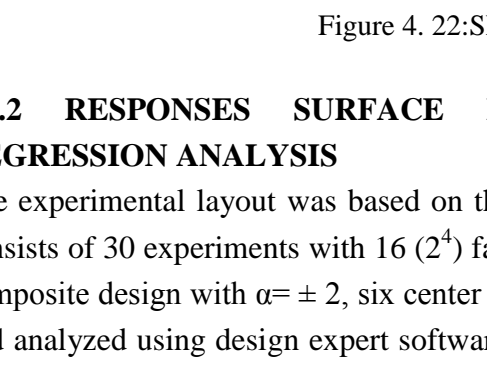 Figure 4. 22:S
.2 RESPONSES SURFACE
EGRESSION ANALYSIS
e experimental layout was based on th
nsists of 30 experiments with 16 (2⁴) fa
mposite design with α= ± 2, six center
d analyzed using design expert softwar